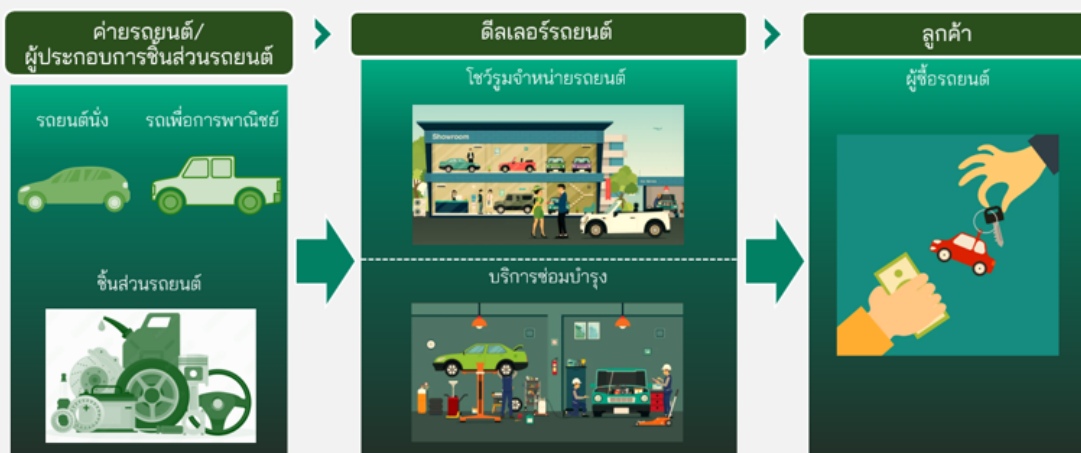 ค่ายรถยนต์/
ผู้ประกอบการชิ้นส่วนรถยนต์
ดีลเลอร์รถยนต์
ลูกค้า
รถยนต์นั่ง
รถเพื่อการพาณิชย์
ชิ้นส่วนรถยนต์
โชว์รูมจำหน่ายรถยนต์
Showroom
บริการซ่อมบำรุง
ผู้ซื้อรถยนต์